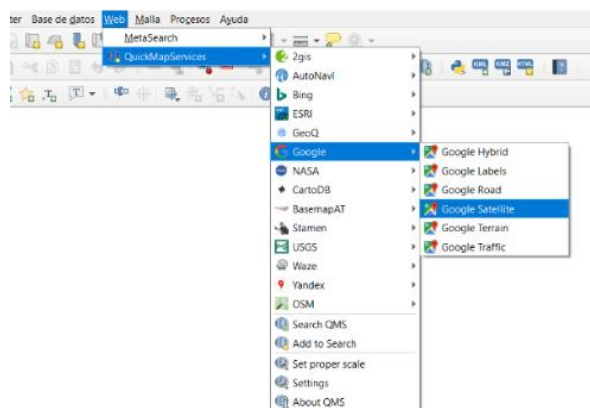 ter Base de datos Web Malla Procesos Ayuda
MetaSearch
QuickMapServices
2gis
AutoNavi
Bing
ESRI
GeoQ
Google
NASA
CartoDB
BasemapAT
Stamen
USGS
Waze
Yandex
OSM
Search QMS
Add to Search
Set proper scale
Settings
About QMS
Google Hybrid
Google Labels
Google Road
Google Satellite
Google Terrain
Google Traffic